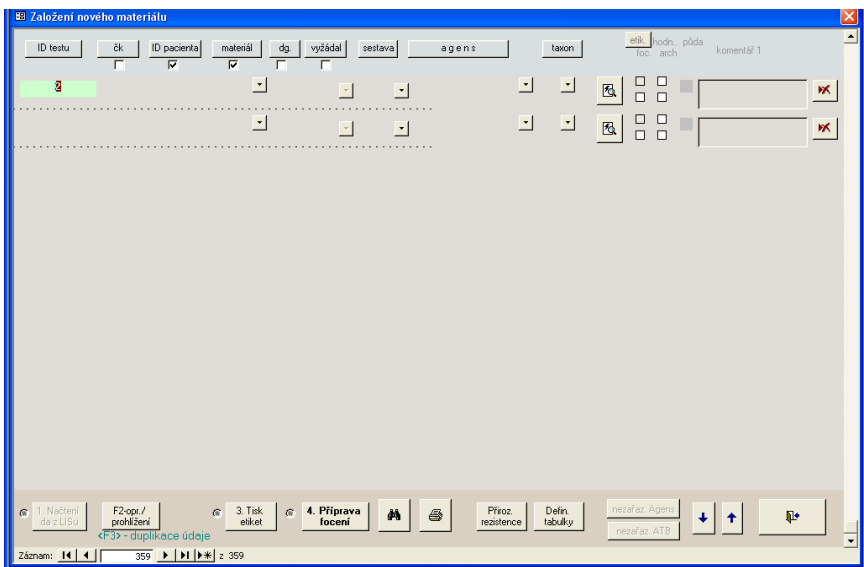 Založení nového materiálu
ID testu čk ID pacienta materiál dg. vyžádal sestava agens taxon etik. hodn.. půda
foc. arch komentář 1
2
1. Načtení da z LISu F2-opr./ prohlížení 3. Tisk etiket 4. Příprava focení Přiroz. rezistence Defin. tabulky nezařaz. Agens
nezařaz. ATB
<F3> - duplikace údaje
Záznam: 359 z 359